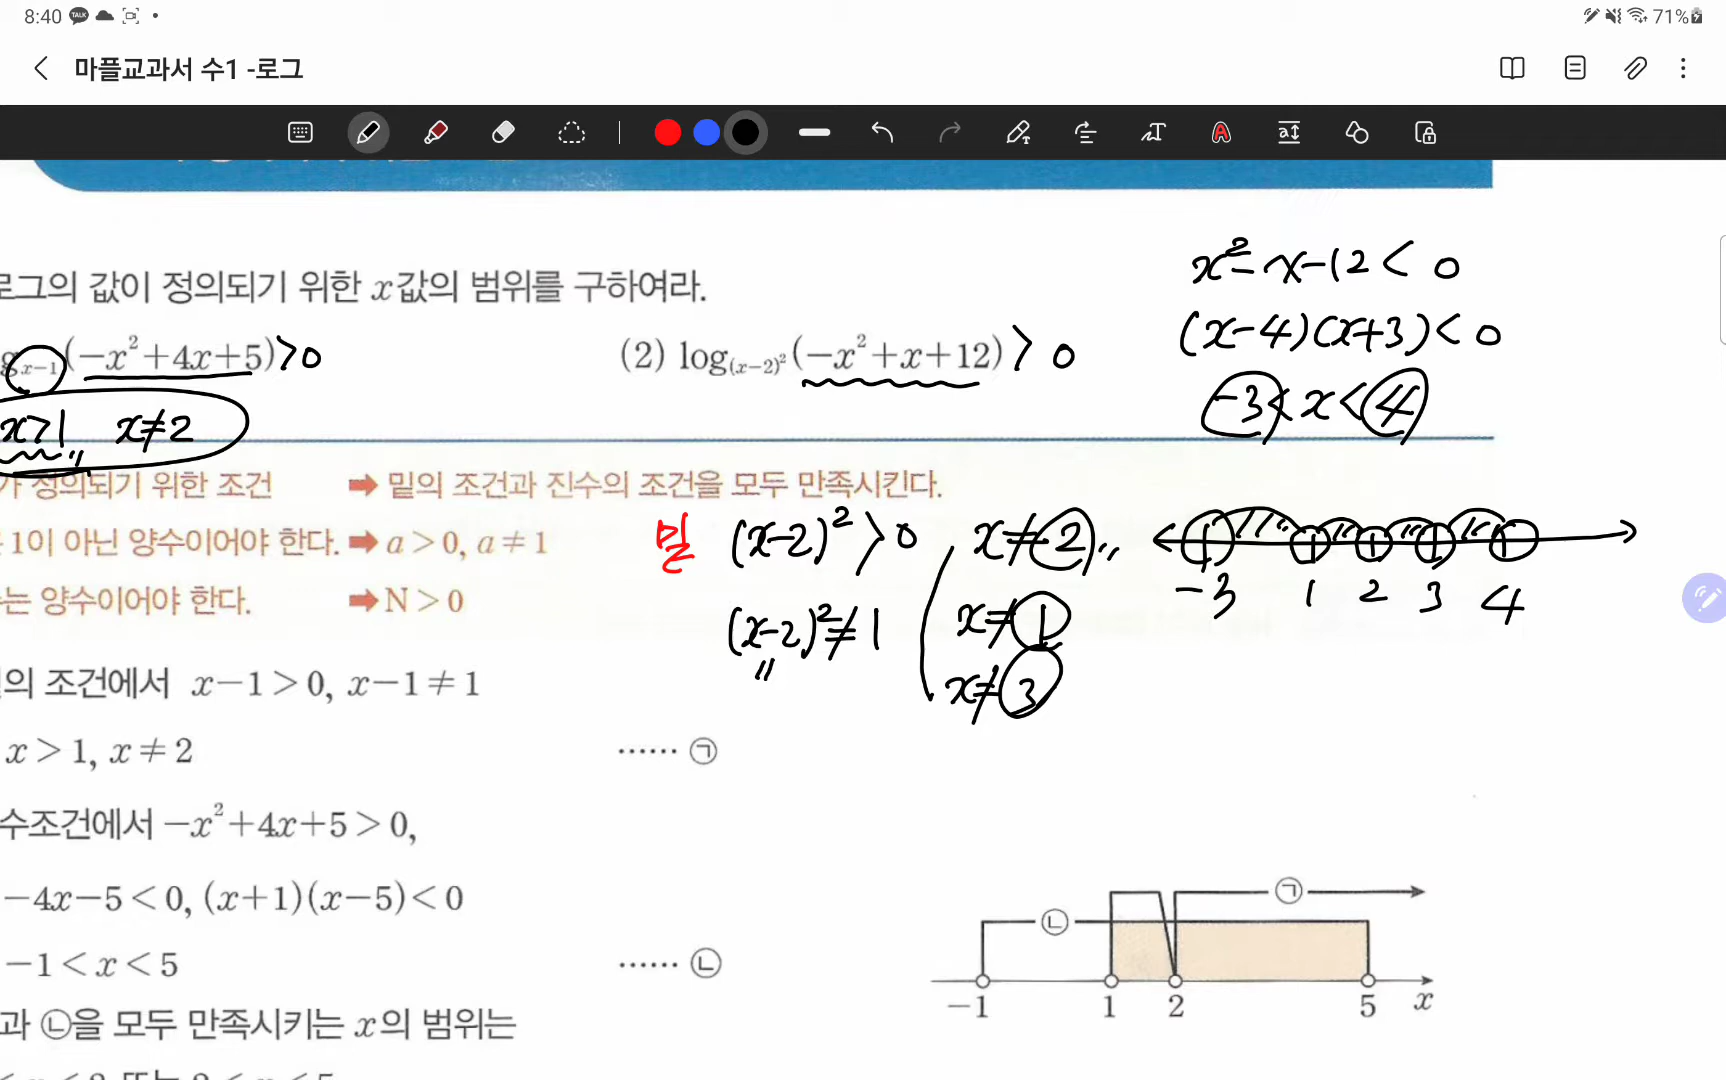 8:40 TALK 71%
마플교과서 수1 -로그
로그의 값이 정의되기 위한 x값의 범위를 구하여라.
x²-x-12<0
g x-1 (-x²+4x+5)>0
(2) log(x-2)² (-x²+x+12)>0
(x-4)(x+3)<0
x>1 x≠2
-3<x<4
가 정의되기 위한 조건 ➡ 밑의 조건과 진수의 조건을 모두 만족시킨다.
은 1이 아닌 양수이어야 한다. ➡ a>0, a≠1
밑 (x-2)²>0, x≠2
-3 1 2 3 4
는 양수이어야 한다. ➡ N>0
(x-2)²≠1 x≠1
x≠3
의 조건에서 x-1>0, x-1≠1
x>1, x≠2 ⋯⋯ ㉠
수조건에서 -x²+4x+5>0,
-4x-5<0, (x+1)(x-5)<0
-1<x<5 ⋯⋯ ㉡
㉠
㉡
-1 1 2 5 x
과 ㉡을 모두 만족시키는 x의 범위는